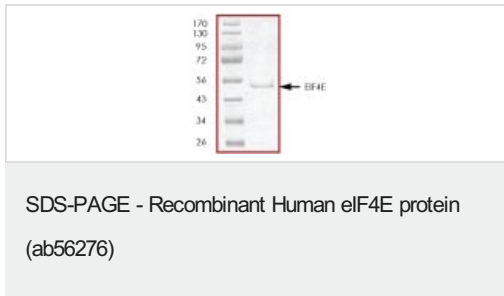 170
130
95
72
56
EIF4E
43
34
26
SDS-PAGE - Recombinant Human eIF4E protein
(ab56276)